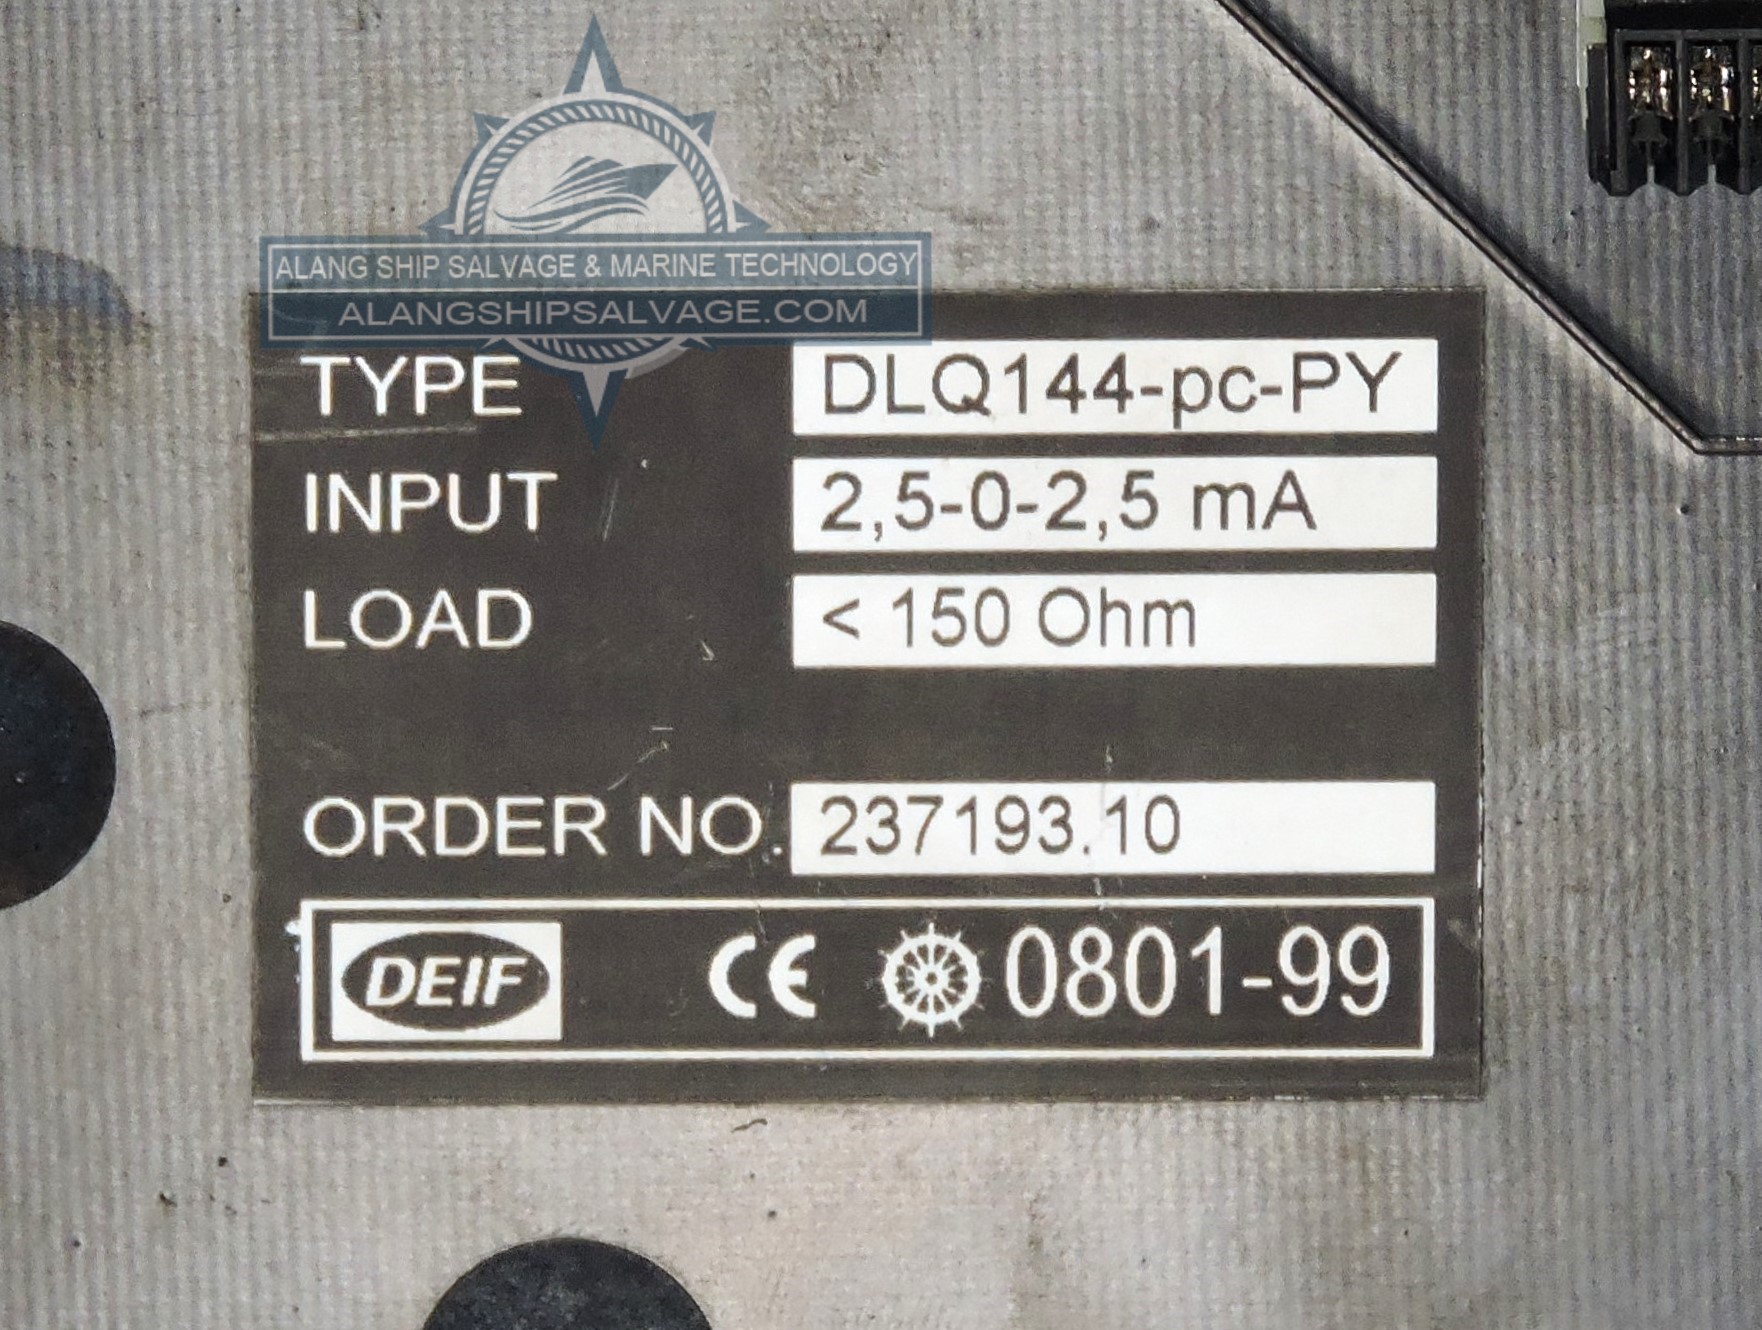 ALANG SHIP SALVAGE & MARINE TECHNOLOGY
ALANGSHIPSALVAGE.COM
TYPE DLQ144-pc-PY
INPUT 2,5-0-2,5 mA
LOAD < 150 Ohm
ORDER NO. 237193.10
DEIF CE 0801-99